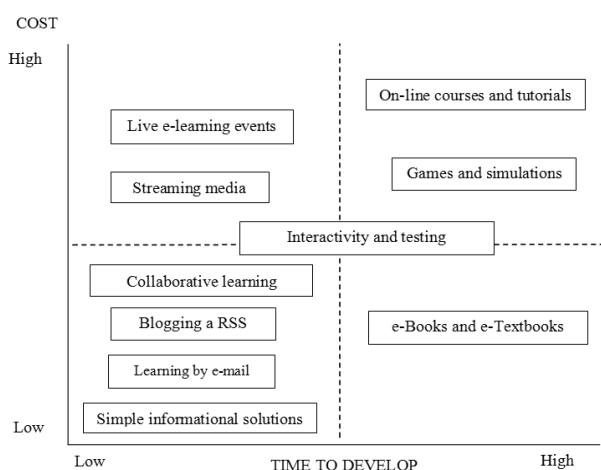 COST
High
On-line courses and tutorials
Live e-learning events
Games and simulations
Streaming media
Interactivity and testing
Collaborative learning
Blogging a RSS
e-Books and e-Textbooks
Learning by e-mail
Simple informational solutions
Low
Low
TIME TO DEVELOP
High